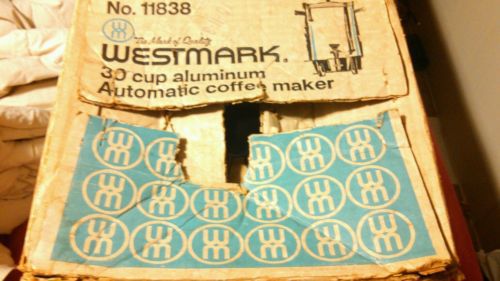 No. 11838
The Mark of Quality
WESTMARK®
30 cup aluminum
Automatic coffee maker